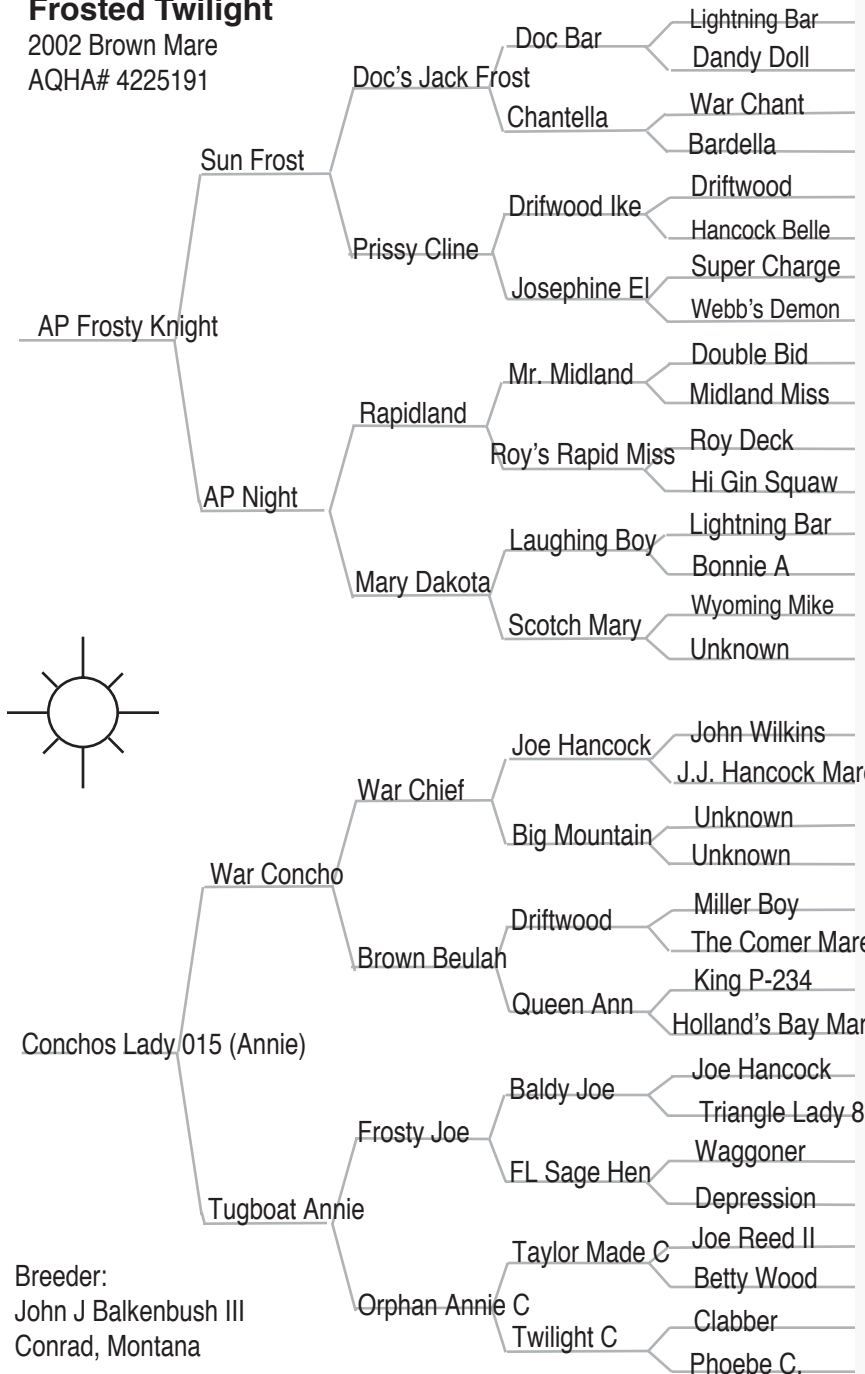 Frosted Twilight
2002 Brown Mare
AQHA# 4225191
AP Frosty Knight
Sun Frost
AP Night
Doc's Jack Frost
Prissy Cline
Rapidland
Mary Dakota
Doc Bar
Chantella
Drifwood Ike
Josephine El
Mr. Midland
Roy's Rapid Miss
Laughing Boy
Scotch Mary
Lightning Bar
Dandy Doll
War Chant
Bardella
Driftwood
Hancock Belle
Super Charge
Webb's Demon
Double Bid
Midland Miss
Roy Deck
Hi Gin Squaw
Lightning Bar
Bonnie A
Wyoming Mike
Unknown
Conchos Lady 015 (Annie)
War Concho
Tugboat Annie
War Chief
Brown Beulah
Frosty Joe
Orphan Annie C
Joe Hancock
Big Mountain
Driftwood
Queen Ann
Baldy Joe
FL Sage Hen
Taylor Made C
Twilight C
John Wilkins
J.J. Hancock Mare
Unknown
Unknown
Miller Boy
The Comer Mare
King P-234
Holland's Bay Mar
Joe Hancock
Triangle Lady 8
Waggoner
Depression
Joe Reed II
Betty Wood
Clabber
Phoebe C.
Breeder:
John J Balkenbush III
Conrad, Montana